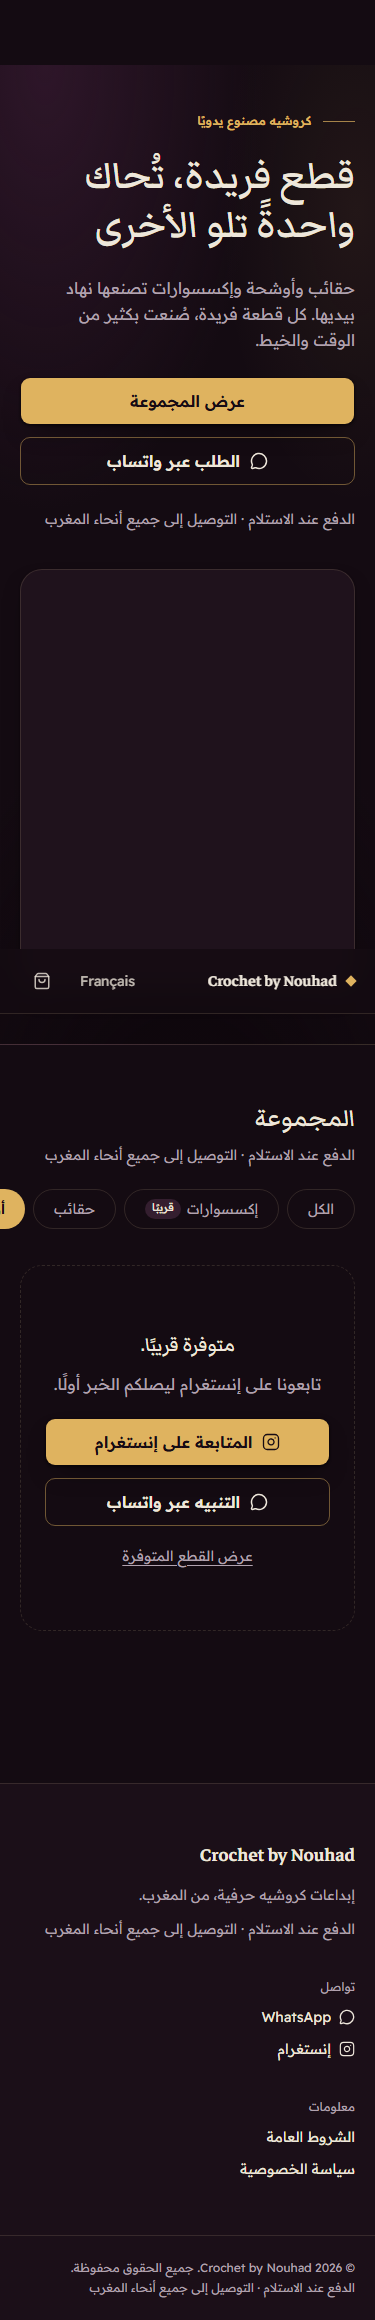 كروشيه مصنوع يدويًا
قطع فريدة، تُحاك
واحدةً تلو الأخرى
حقائب وأوشحة وإكسسوارات تصنعها نهاد
بيديها. كل قطعة فريدة، صُنعت بكثير من
الوقت والخيط.
عرض المجموعة
الطلب عبر واتساب
الدفع عند الاستلام · التوصيل إلى جميع أنحاء المغرب
Crochet by Nouhad
Français
المجموعة
الدفع عند الاستلام · التوصيل إلى جميع أنحاء المغرب
الكل
إكسسوارات قريبًا
حقائب
متوفرة قريبًا.
تابعونا على إنستغرام ليصلكم الخبر أولًا.
المتابعة على إنستغرام
التنبيه عبر واتساب
عرض القطع المتوفرة
Crochet by Nouhad
إبداعات كروشيه حرفية، من المغرب.
الدفع عند الاستلام · التوصيل إلى جميع أنحاء المغرب
تواصل
WhatsApp
إنستغرام
معلومات
الشروط العامة
سياسة الخصوصية
© 2026 Crochet by Nouhad. جميع الحقوق محفوظة.
الدفع عند الاستلام · التوصيل إلى جميع أنحاء المغرب